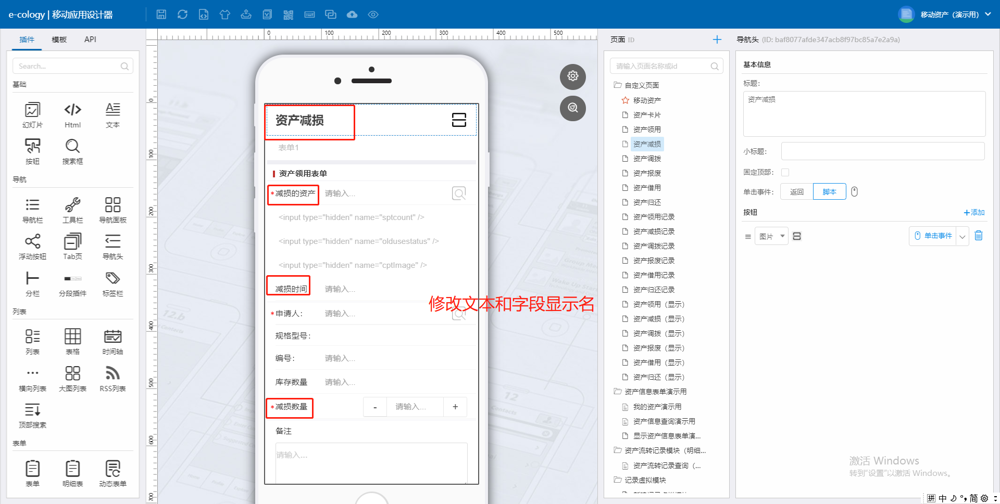 e-cology | 移动应用设计器
移动资产（演示用）
插件 模板 API
Search...
基础
幻灯片 Html 文本
按钮 搜索框
导航
导航栏 工具栏 导航面板
浮动按钮 Tab页 导航头
分栏 分段插件 标签栏
列表
列表 表格 时间轴
横向列表 大图列表 RSS列表
顶部搜索
表单
表单 明细表 动态表单
0 100 200 300 400 500
0
100
200
300
400
500
600
700
资产减损
表单1
资产领用表单
*减损的资产 请输入...
<input type="hidden" name="sptcount" />
<input type="hidden" name="oldusestatus" />
<input type="hidden" name="cptImage" />
减损时间 请输入...
修改文本和字段显示名
*申请人： 请输入...
规格型号：
编号： 请输入...
库存数量 请输入...
*减损数量 - 请输入... +
备注
请输入...
页面 ID
请输入页面名称或id
自定义页面
移动资产
资产卡片
资产领用
资产减损
资产调拨
资产报废
资产借用
资产归还
资产领用记录
资产减损记录
资产调拨记录
资产报废记录
资产借用记录
资产归还记录
资产领用（显示）
资产减损（显示）
资产调拨（显示）
资产报废（显示）
资产借用（显示）
资产归还（显示）
资产信息表单演示用
我的资产演示用
资产信息查询演示用
显示资产信息表单演...
资产流转记录模块（明细...
资产流转记录查询（...
记录虚拟模块
导航头 (ID: baf8077afde347acb8f97bc85a7e2a9a)
基本信息
标题：
资产减损
小标题：
固定顶部：
单击事件： 返回 脚本
按钮 +添加
图片 单击事件
激活 Windows
转到"设置"以激活 Windows。
中 简